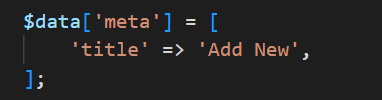 $data['meta'] = [
    'title' => 'Add New',
];